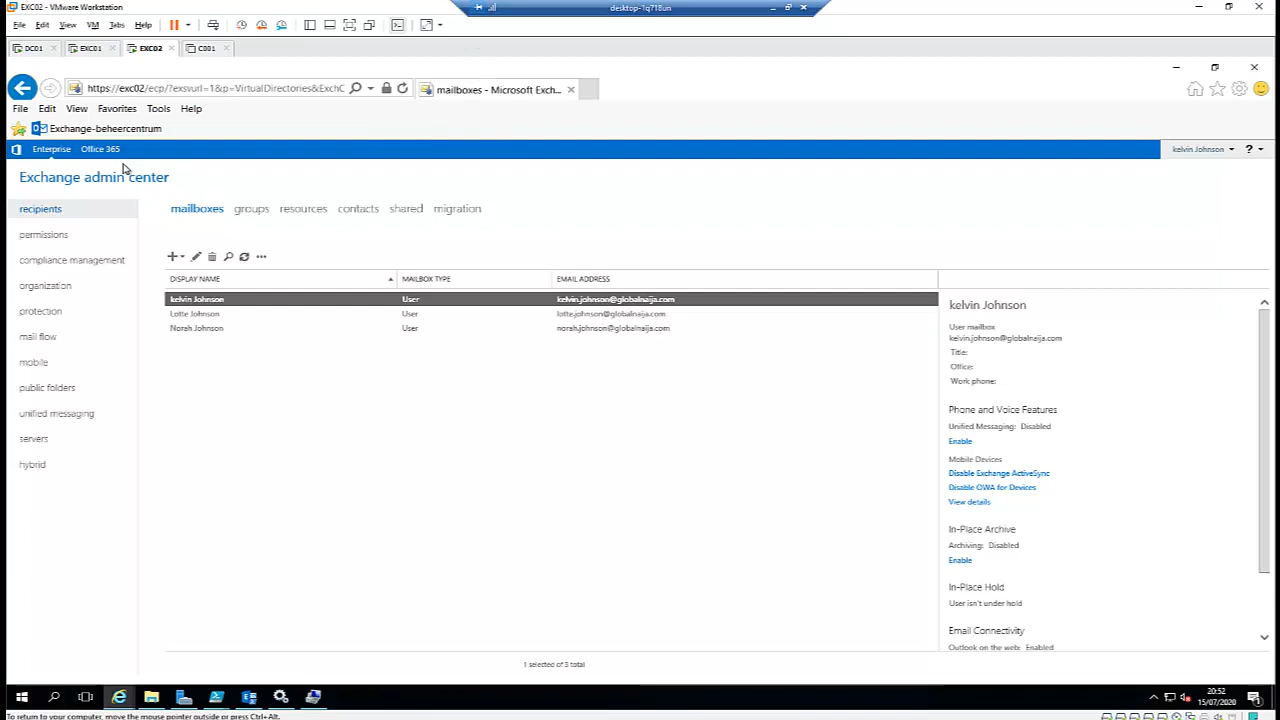 EXC02 - VMware Workstation
desktop-1q718un
File Edit View VM Tabs Help
DC01 EXC01 EXC02 C001
https://exc02/ecp/?exsvurl=1&p=VirtualDirectories&ExchC
mailboxes - Microsoft Exch...
File Edit View Favorites Tools Help
Exchange-beheercentrum
Enterprise Office 365
kelvin Johnson ?
Exchange admin center
recipients
permissions
compliance management
organization
protection
mail flow
mobile
public folders
unified messaging
servers
hybrid
mailboxes groups resources contacts shared migration
DISPLAY NAME MAILBOX TYPE EMAIL ADDRESS
kelvin Johnson User kelvin.johnson@globalnaija.com
Lotte Johnson User lotte.johnson@globalnaija.com
Norah Johnson User norah.johnson@globalnaija.com
1 selected of 3 total
kelvin Johnson
User mailbox
kelvin.johnson@globalnaija.com
Title:
Office:
Work phone:
Phone and Voice Features
Unified Messaging: Disabled
Enable
Mobile Devices
Disable Exchange ActiveSync
Disable OWA for Devices
View details
In-Place Archive
Archiving: Disabled
Enable
In-Place Hold
User isn't under hold
Email Connectivity
Outlook on the web: Enabled
20:52
15/07/2020
To return to your computer, move the mouse pointer outside or press Ctrl+Alt.